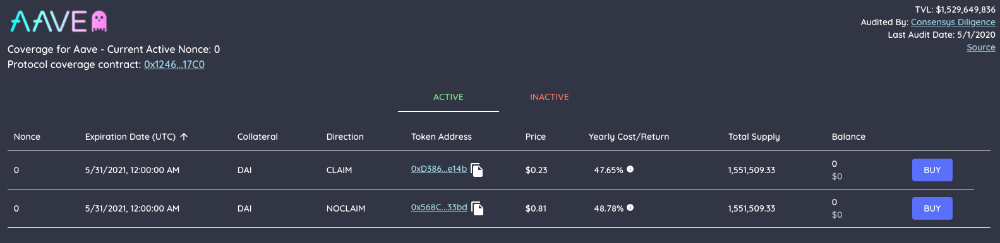 AAVE
TVL: $1,529,649,836
Audited By: Consensys Diligence
Last Audit Date: 5/1/2020
Source
Coverage for Aave - Current Active Nonce: 0
Protocol coverage contract: 0x1246...17C0
ACTIVE INACTIVE
Nonce Expiration Date (UTC) ↑ Collateral Direction Token Address Price Yearly Cost/Return Total Supply Balance
0 5/31/2021, 12:00:00 AM DAI CLAIM 0xD386...e14b $0.23 47.65% 1,551,509.33 0 BUY
$0
0 5/31/2021, 12:00:00 AM DAI NOCLAIM 0x568C...33bd $0.81 48.78% 1,551,509.33 0 BUY
$0